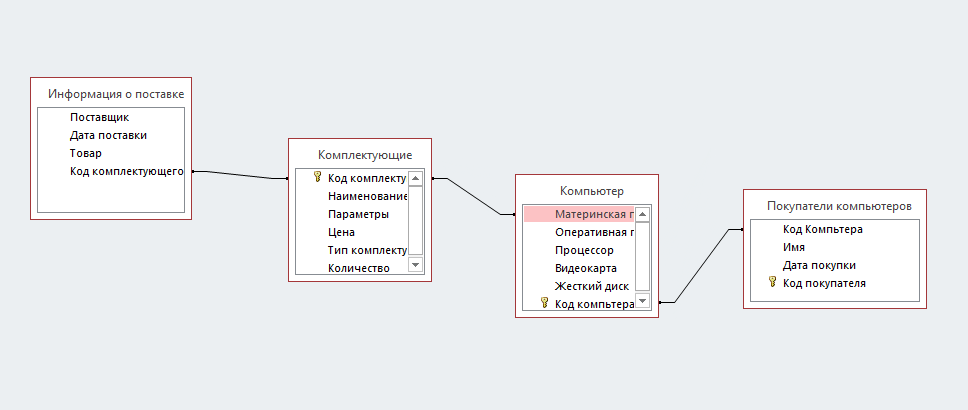 Информация о поставке
Поставщик
Дата поставки
Товар
Код комплектующего
Комплектующие
Код комплекту
Наименование
Параметры
Цена
Тип комплекту
Количество
Компьютер
Материнская п
Оперативная п
Процессор
Видеокарта
Жесткий диск
Код компьтера
Покупатели компьютеров
Код Компьтера
Имя
Дата покупки
Код покупателя